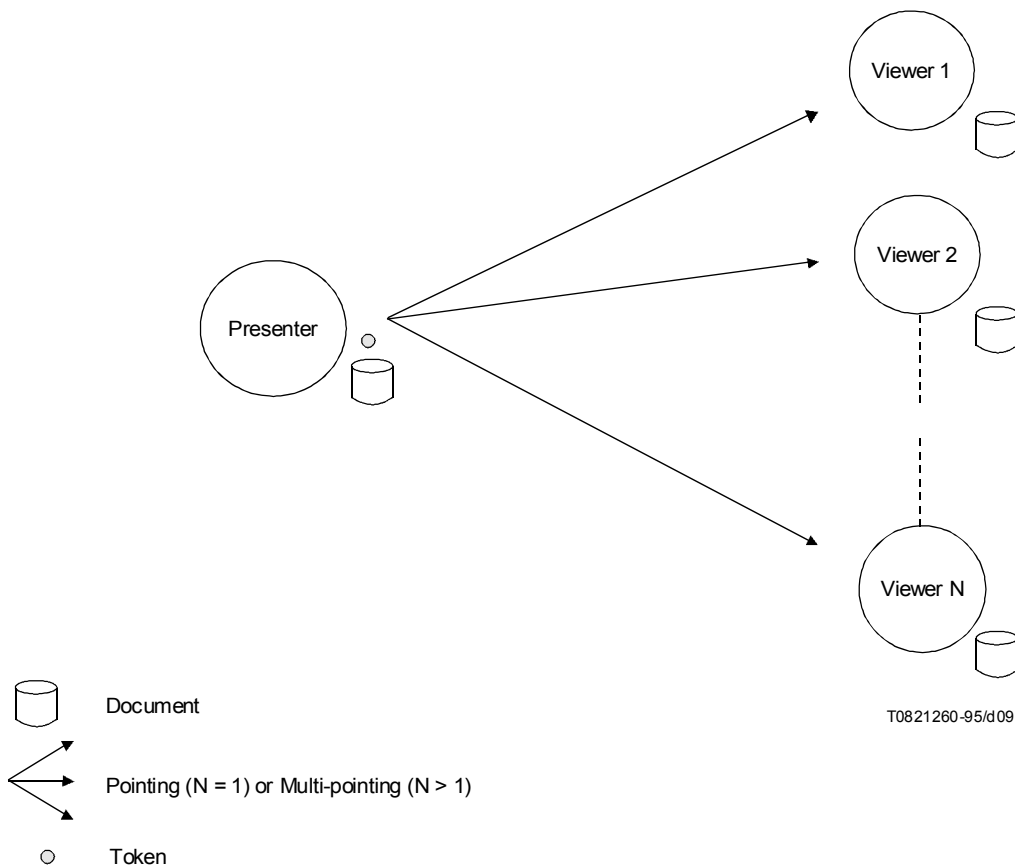 Viewer 1
Viewer 2
Presenter
Viewer N
Document
T0821260-95/d09
Pointing (N = 1) or Multi-pointing (N > 1)
Token